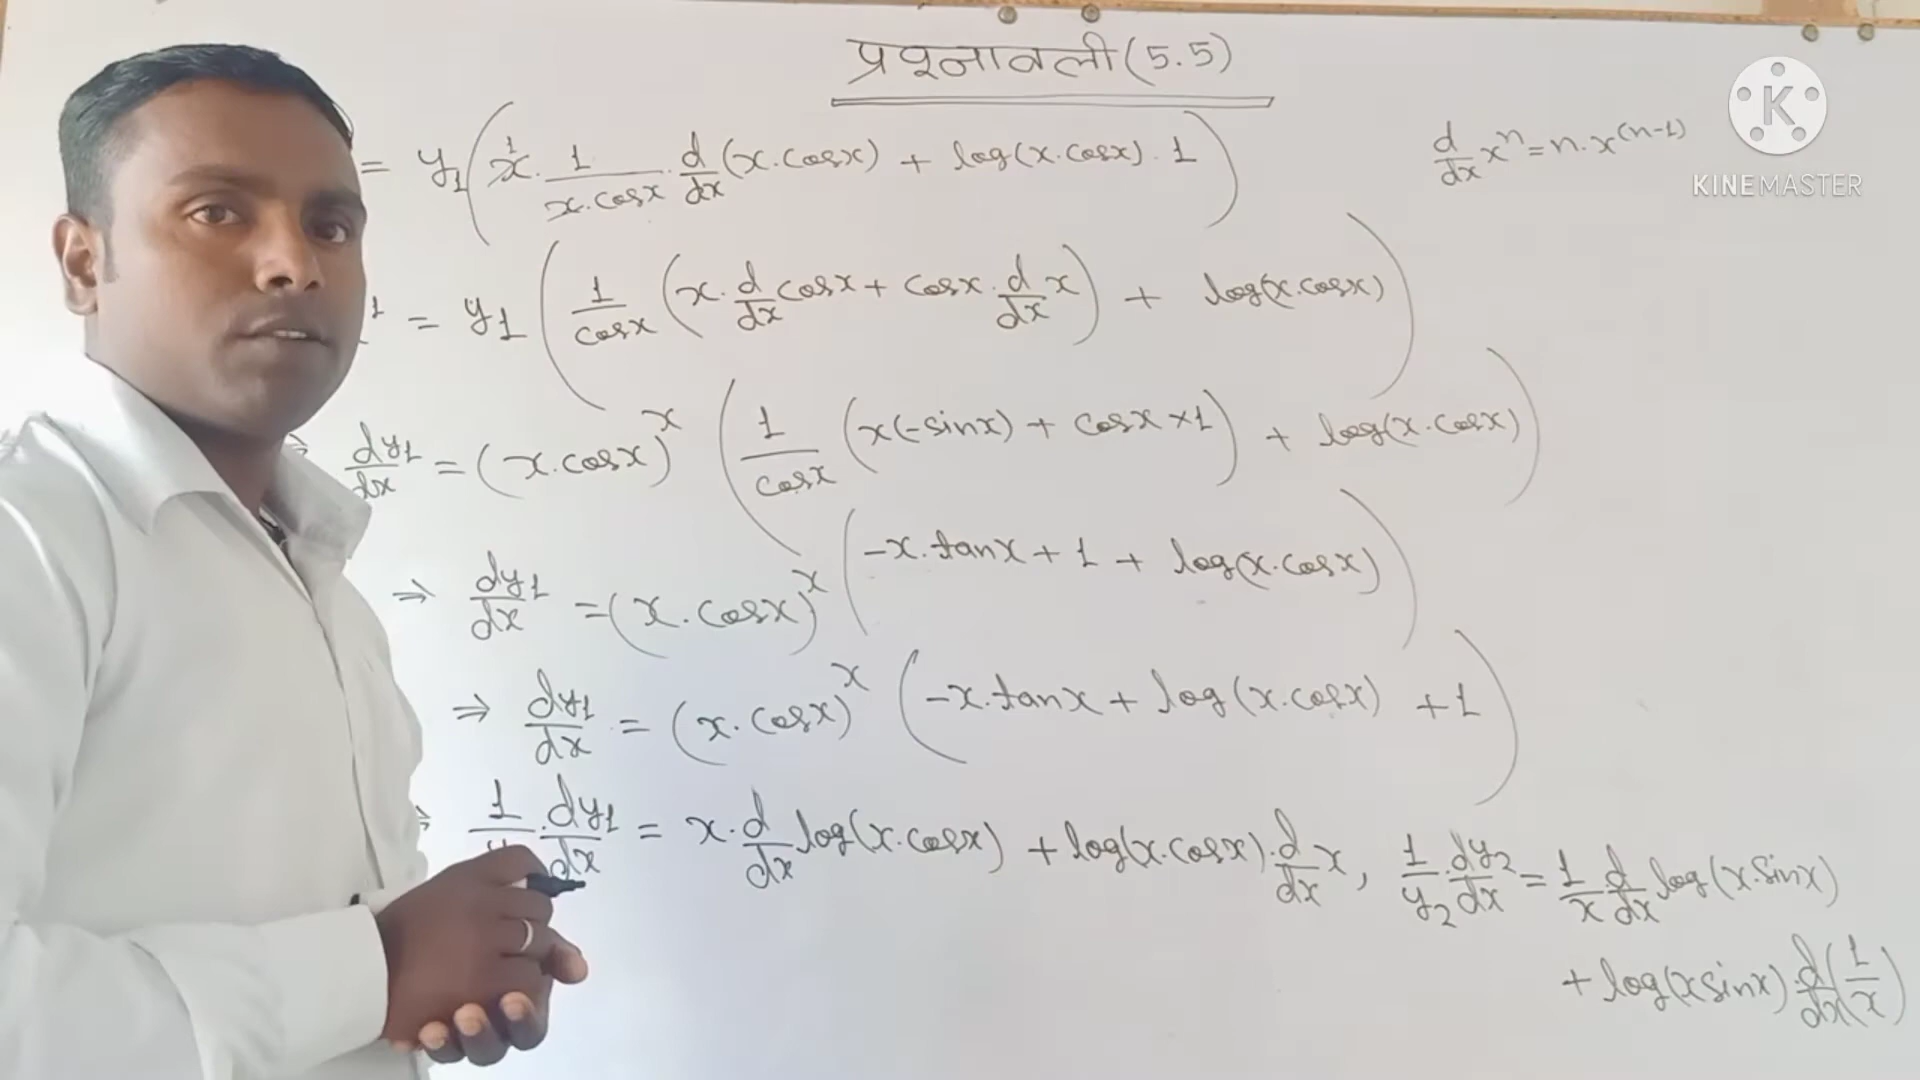 प्रश्नावली (5.5)
= y₁(x̶¹ · 1/(x.cosx) · d/dx(x.cosx) + log(x.cosx) . 1)
d/dx xⁿ = n.x^(n-1)
KINEMASTER
1 = y₁(1/cosx (x. d/dx cosx + cosx. d/dx x) + log(x.cosx))
dy₁/dx = (x.cosx)^x (1/cosx (x(-sinx) + cosx ×1) + log(x.cosx))
⇒ dy₁/dx = (x.cosx)^x (-x.tanx + 1 + log(x.cosx))
⇒ dy₁/dx = (x.cosx)^x (-x.tanx + log(x.cosx) + 1)
⇒ 1/y₁ . dy₁/dx = x. d/dx log(x.cosx) + log(x.cosx). d/dx x, 1/y₂ . dy₂/dx = 1/x . d/dx log(x.sinx)
+ log(xsinx) . d/dx (1/x)